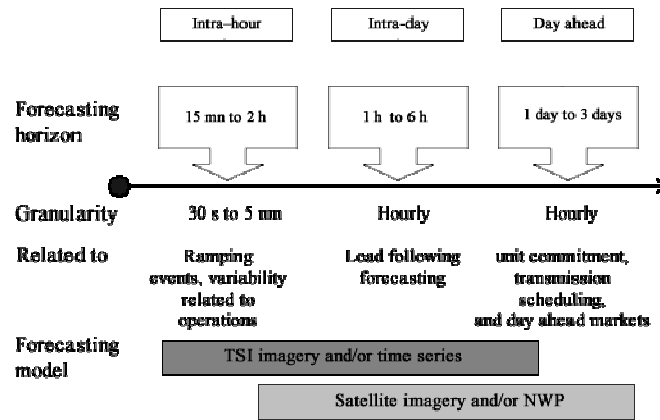 Intra-hour Intra-day Day ahead
Forecasting
horizon
15 mn to 2 h 1 h to 6 h 1 day to 3 days
Granularity 30 s to 5 mn Hourly Hourly
Related to
Ramping
events, variability
related to
operations
Load following
forecasting
unit commitment,
transmission
scheduling,
and day ahead markets
Forecasting
model
TSI imagery and/or time series
Satellite imagery and/or NWP